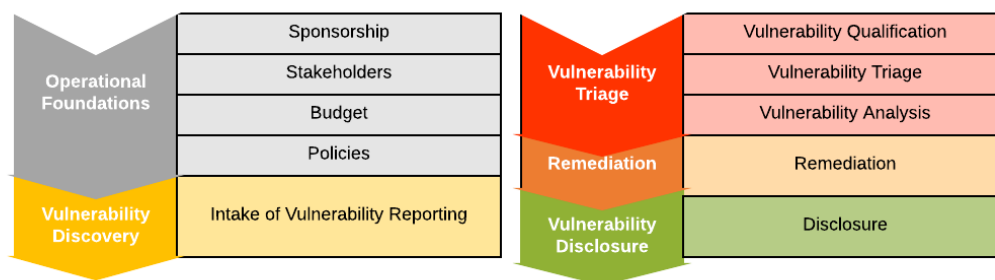 Operational
Foundations
Sponsorship
Stakeholders
Budget
Policies
Vulnerability
Discovery
Intake of Vulnerability Reporting
Vulnerability
Triage
Vulnerability Qualification
Vulnerability Triage
Vulnerability Analysis
Remediation
Remediation
Vulnerability
Disclosure
Disclosure